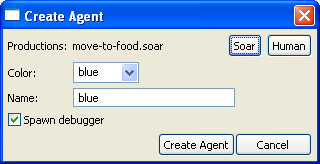 Create Agent
Productions: move-to-food.soar Soar Human
Color: blue
Name: blue
Spawn debugger
Create Agent Cancel